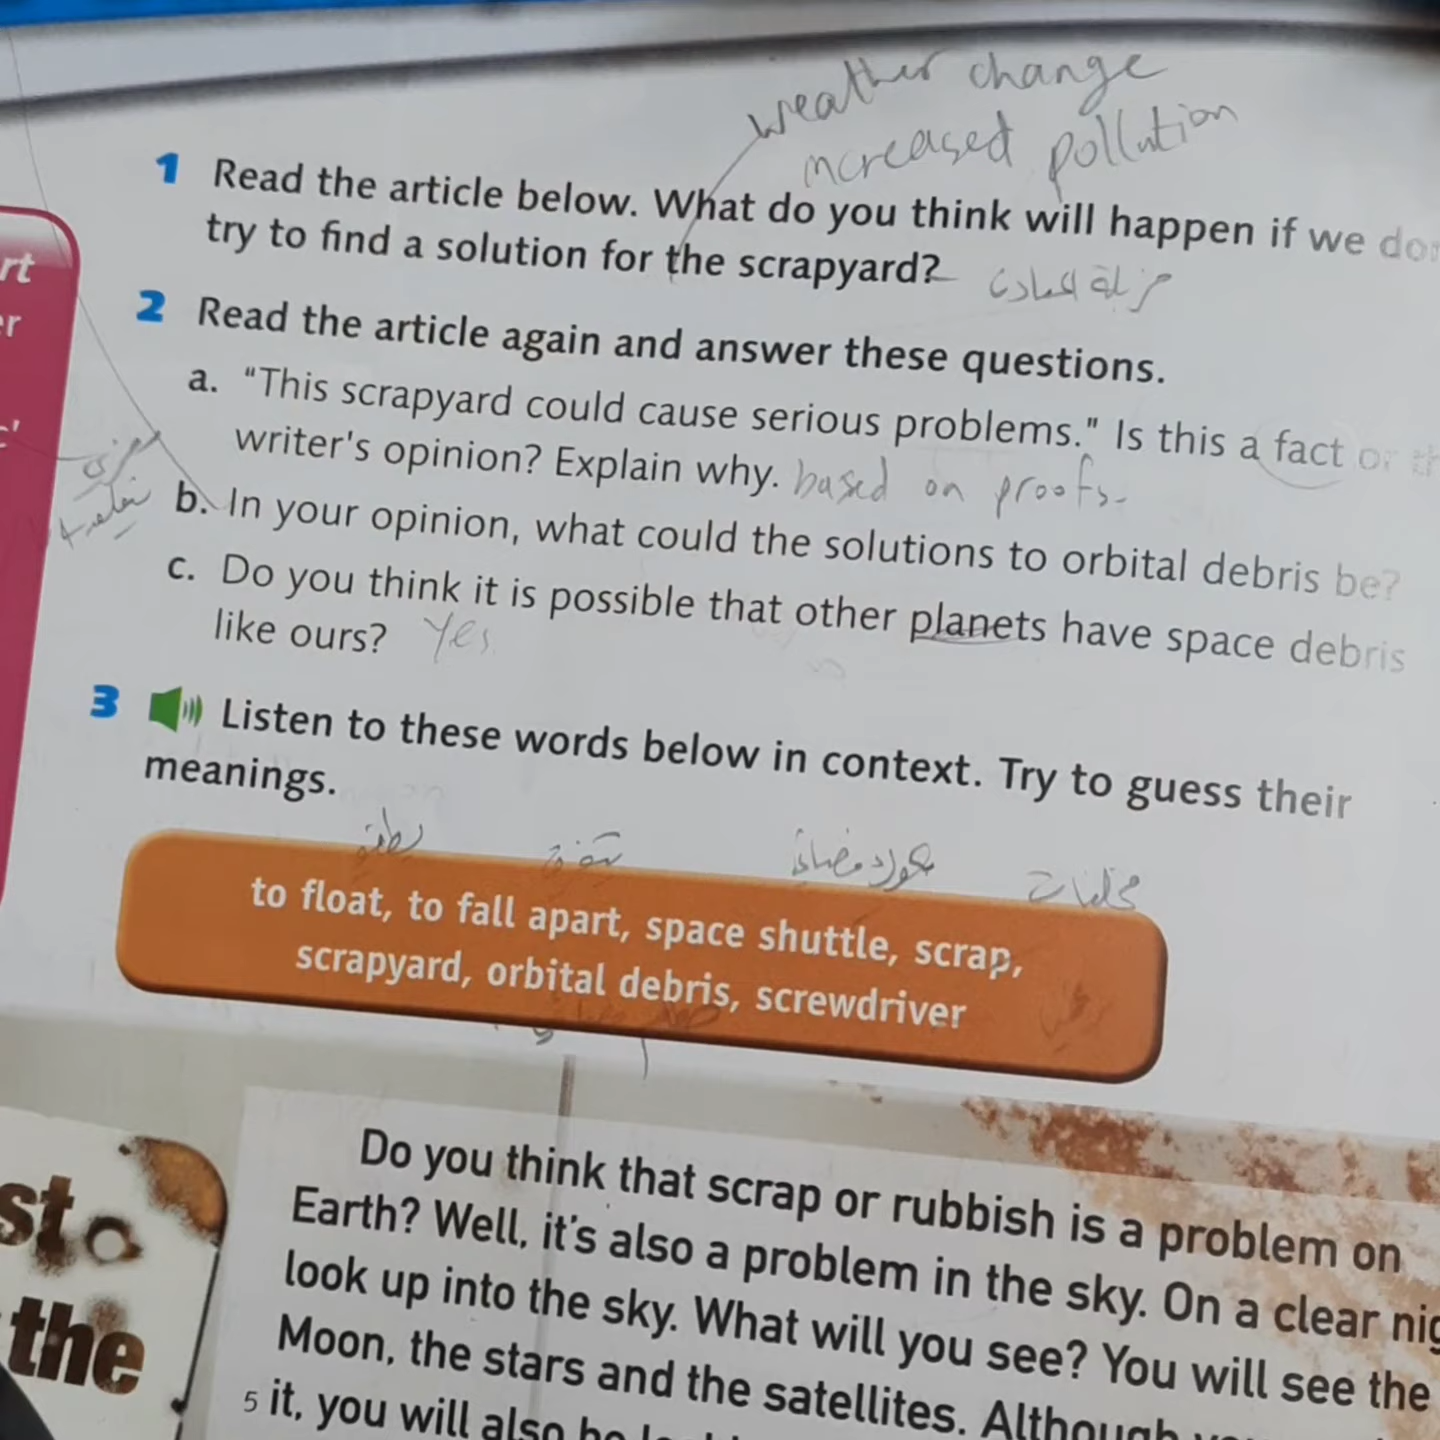 weather change
increased pollution
1 Read the article below. What do you think will happen if we don
try to find a solution for the scrapyard?
2 Read the article again and answer these questions.
a. "This scrapyard could cause serious problems." Is this a fact or
writer's opinion? Explain why. based on proofs.
b. In your opinion, what could the solutions to orbital debris be?
c. Do you think it is possible that other planets have space debris
like ours? Yes
3 Listen to these words below in context. Try to guess their
meanings.
to float, to fall apart, space shuttle, scrap,
scrapyard, orbital debris, screwdriver
st
the
Do you think that scrap or rubbish is a problem on
Earth? Well, it's also a problem in the sky. On a clear nig
look up into the sky. What will you see? You will see the
Moon, the stars and the satellites. Although
5 it, you will also be